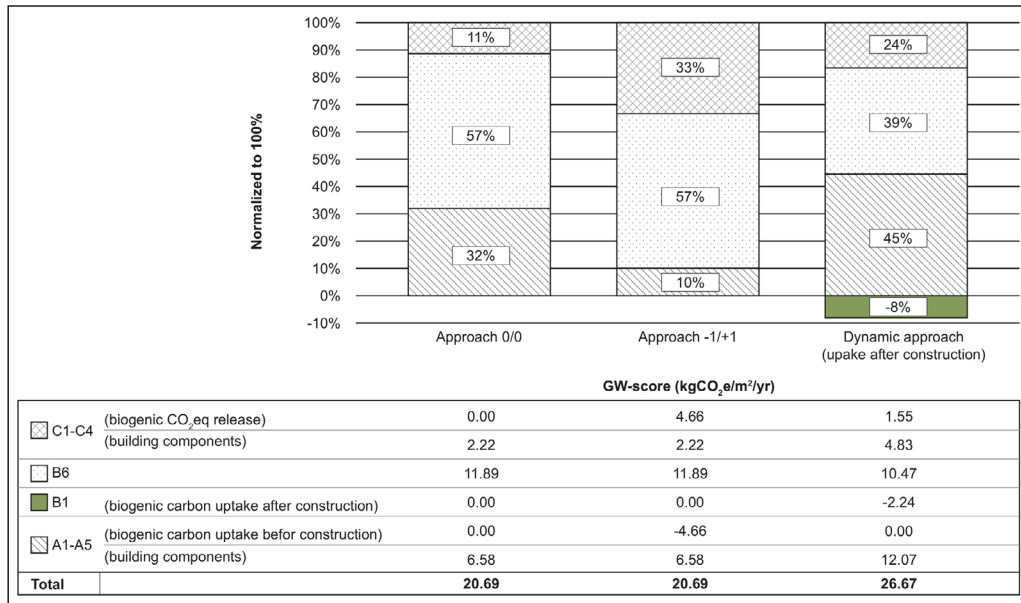 100%
90%
80%
70%
60%
50%
40%
30%
20%
10%
0%
-10%
Normalized to 100%
11%
57%
32%
33%
57%
10%
24%
39%
45%
-8%
Approach 0/0
Approach -1/+1
Dynamic approach
(upake after construction)
GW-score (kgCO₂e/m²/yr)
C1-C4 (biogenic CO₂eq release) 0.00 4.66 1.55
(building components) 2.22 2.22 4.83
B6 11.89 11.89 10.47
B1 (biogenic carbon uptake after construction) 0.00 0.00 -2.24
A1-A5 (biogenic carbon uptake befor construction) 0.00 -4.66 0.00
(building components) 6.58 6.58 12.07
Total 20.69 20.69 26.67